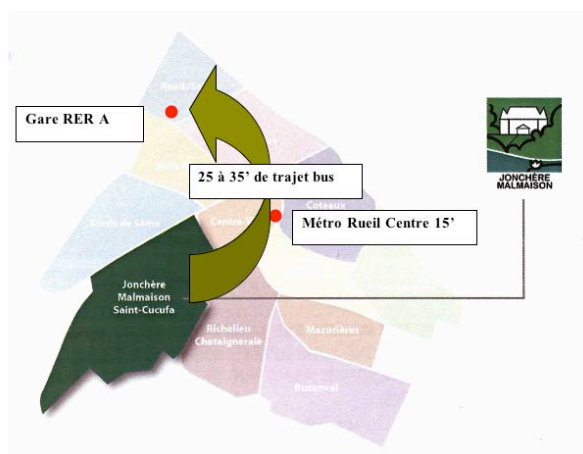 Rueil/S
Gare RER A
25 à 35’ de trajet bus
JONCHÈRE
MALMAISON
Coteaux
Bords de Seine
Centre-V
Métro Rueil Centre 15’
Jonchère
Malmaison
Saint-Cucufa
Richelieu
Chataigneraie
Mazurières
Buzenval